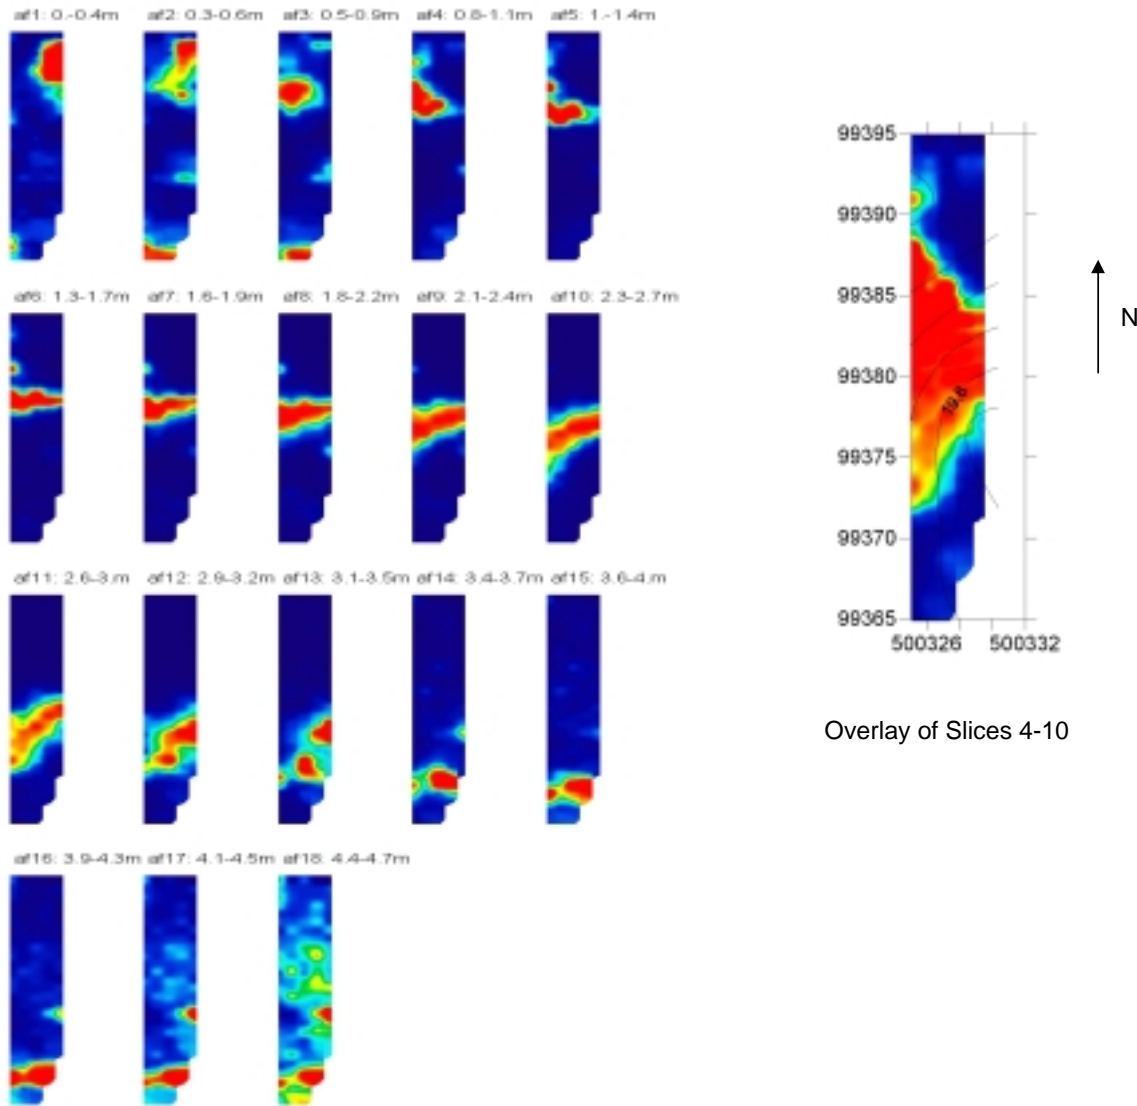 af1: 0.-0.4m af2: 0.3-0.6m af3: 0.5-0.9m af4: 0.8-1.1m af5: 1.-1.4m
af6: 1.3-1.7m af7: 1.6-1.9m af8: 1.8-2.2m af9: 2.1-2.4m af10: 2.3-2.7m
af11: 2.6-3.m af12: 2.9-3.2m af13: 3.1-3.5m af14: 3.4-3.7m af15: 3.6-4.m
af16: 3.9-4.3m af17: 4.1-4.5m af18: 4.4-4.7m
99395
99390
99385
99380
99375
99370
99365
19.6
500326 500332
N
Overlay of Slices 4-10